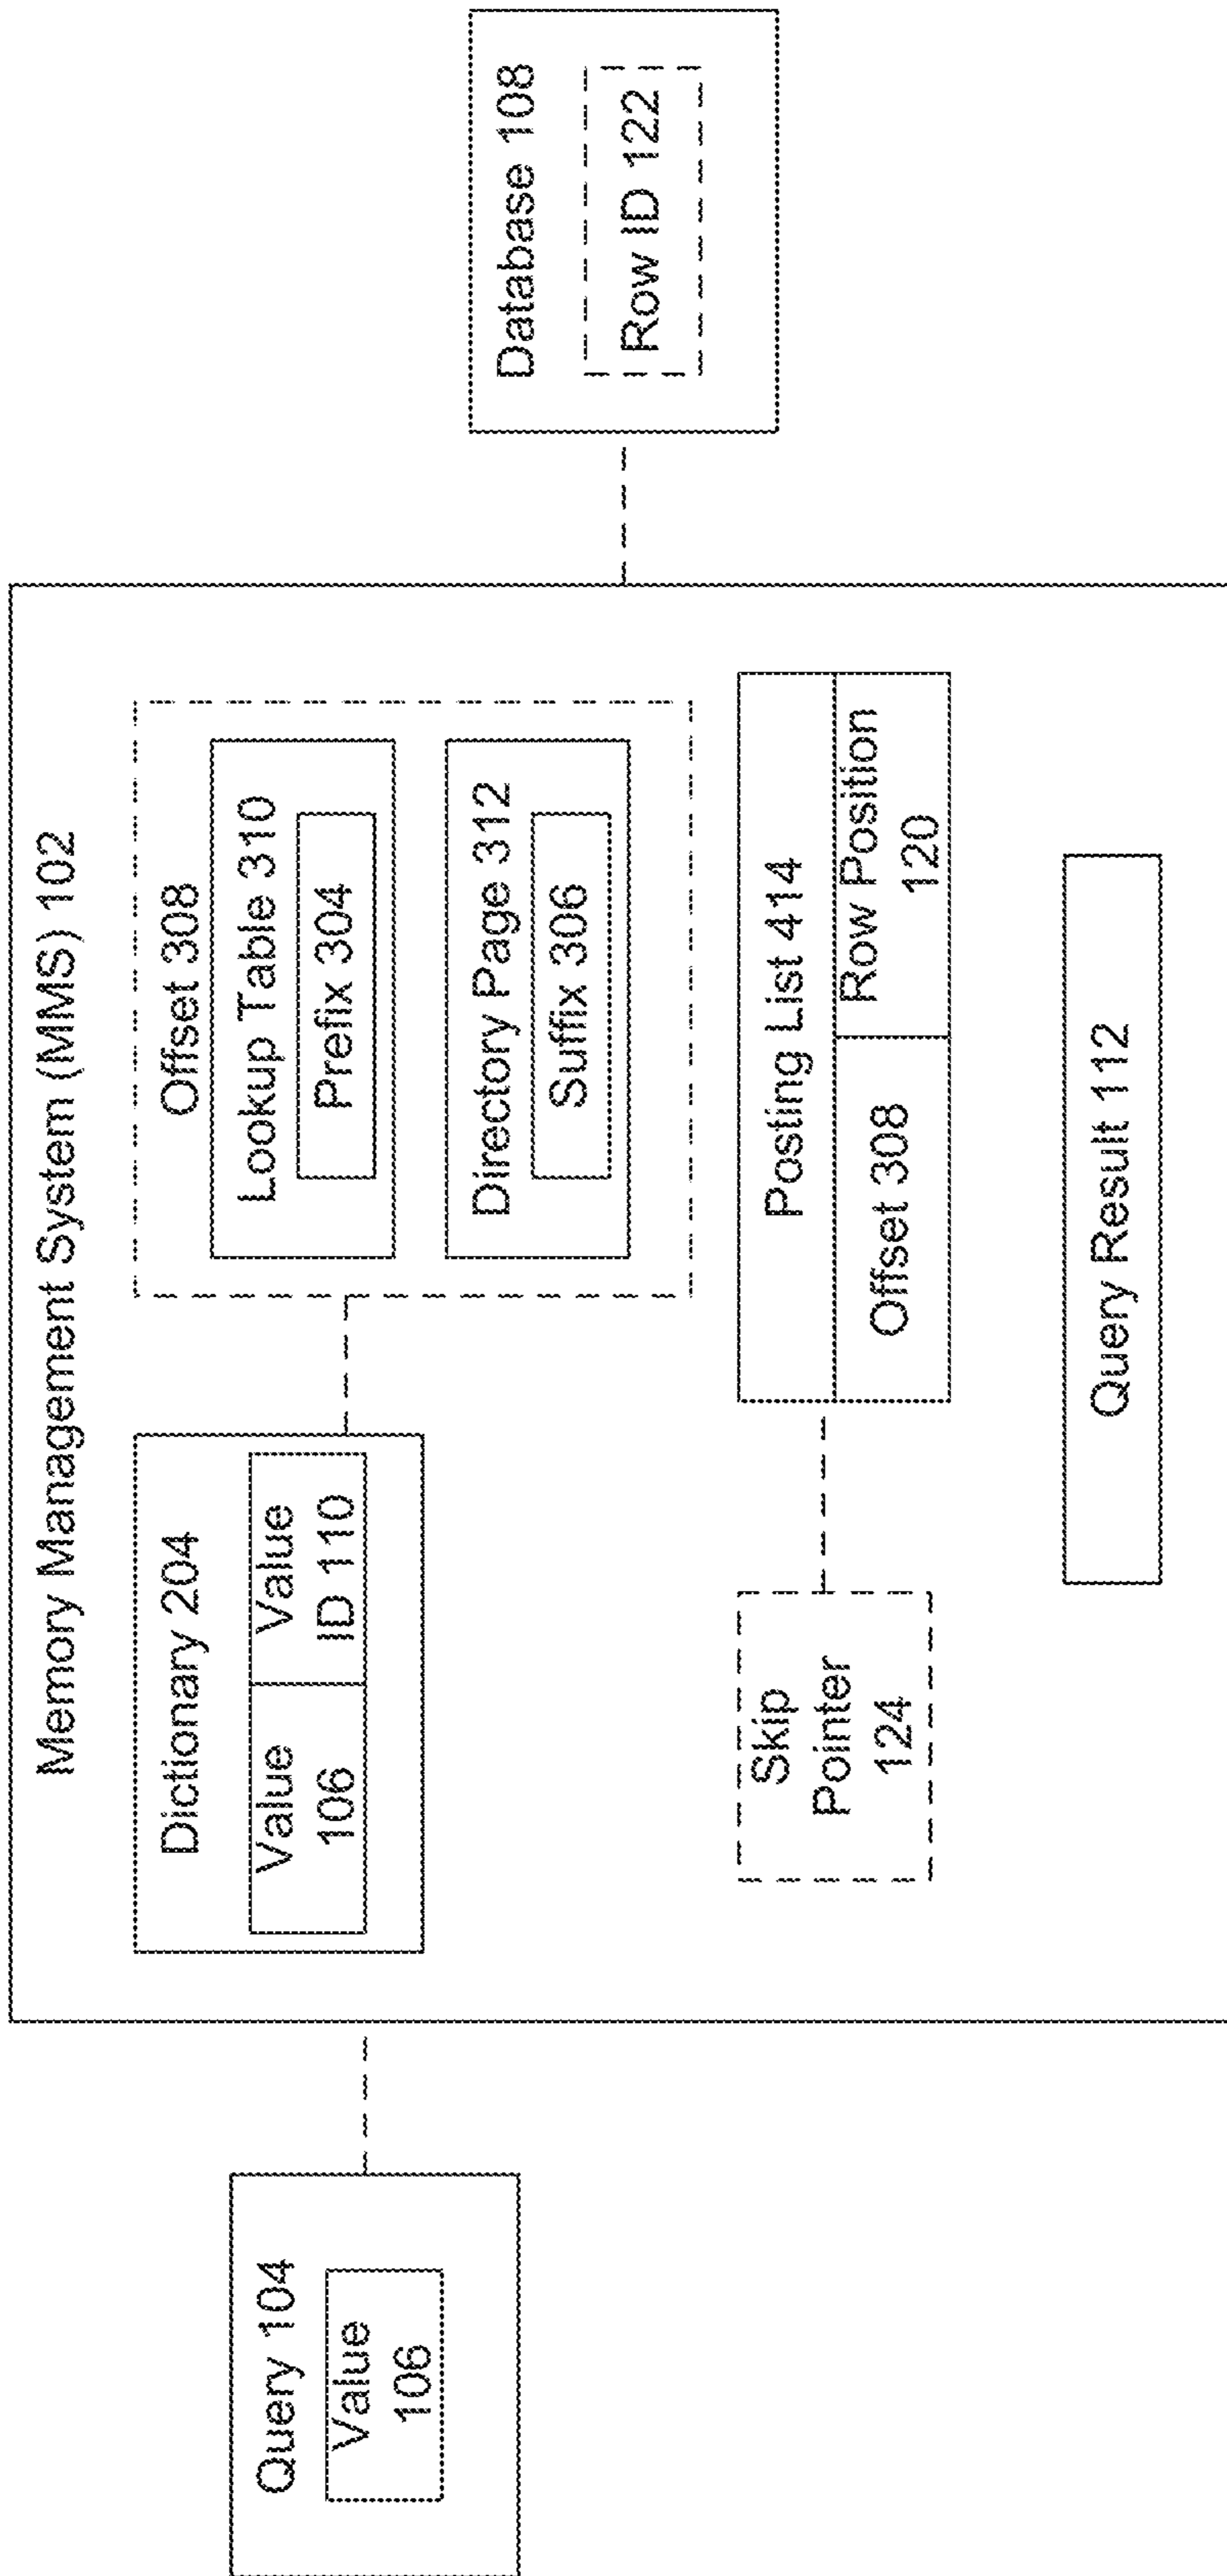 Memory Management System (MMS) 102
Query 104
Value
106
Dictionary 204
Value
106
Value
ID 110
Offset 308
Lookup Table 310
Prefix 304
Directory Page 312
Suffix 306
Skip
Pointer
124
Posting List 414
Offset 308
Row Position
120
Query Result 112
Database 108
Row ID 122